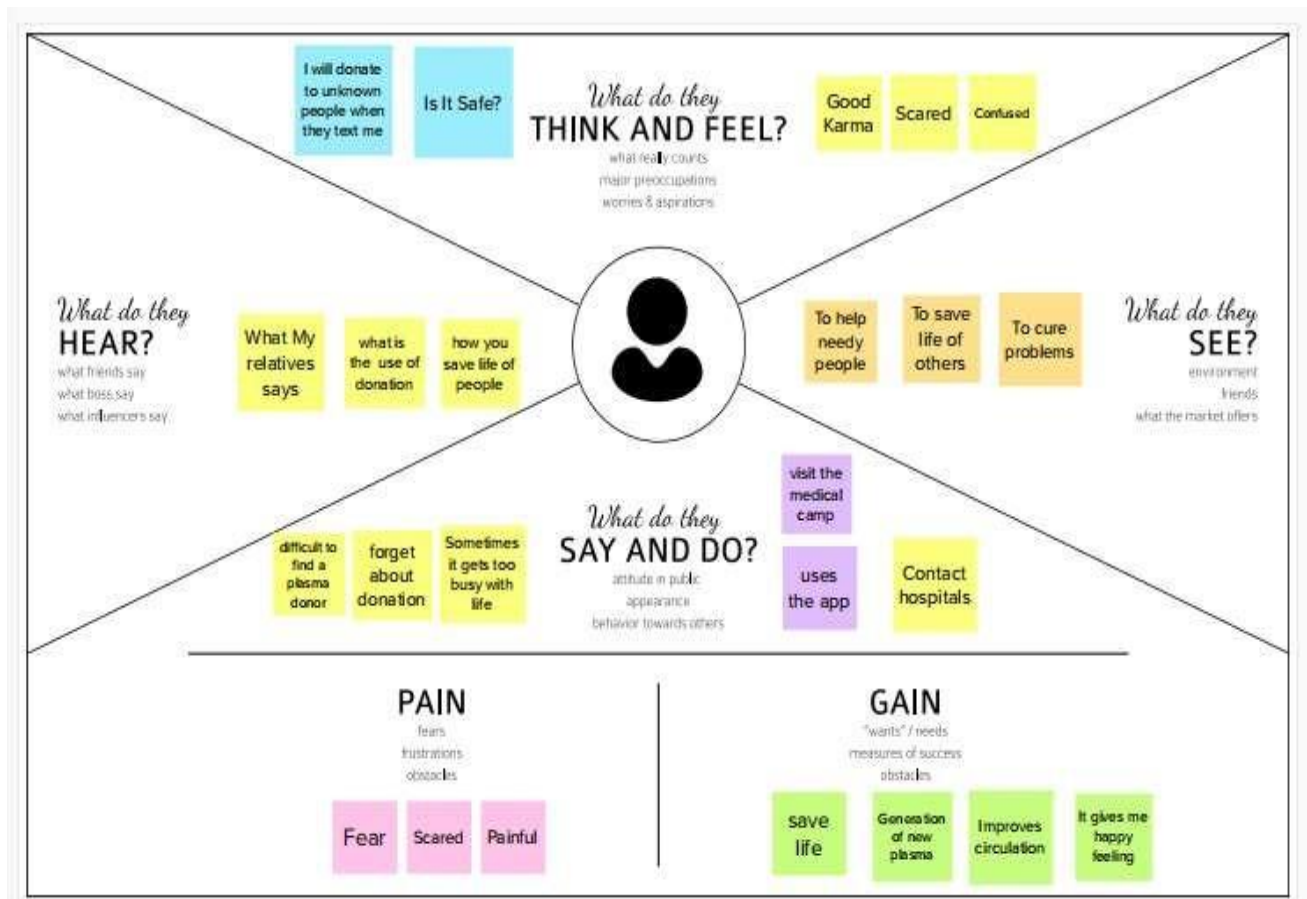 I will donate
to unknown
people when
they text me
Is It Safe?
What do they
THINK AND FEEL?
what really counts
major preoccupations
worries & aspirations
Good
Karma
Scared
Confused
What do they
HEAR?
what friends say
what boss say
what influencers say
What My
relatives
says
what is
the use of
donation
how you
save life of
people
To help
needy
people
To save
life of
others
To cure
problems
What do they
SEE?
environment
friends
what the market offers
difficult to
find a
plasma
donor
forget
about
donation
Sometimes
it gets too
busy with
life
What do they
SAY AND DO?
attitude in public
appearance
behavior towards others
visit the
medical
camp
uses
the app
Contact
hospitals
PAIN
fears
frustrations
obstacles
Fear
Scared
Painful
GAIN
"wants" / needs
measures of success
obstacles
save
life
Generation
of new
plasma
Improves
circulation
It gives me
happy
feeling